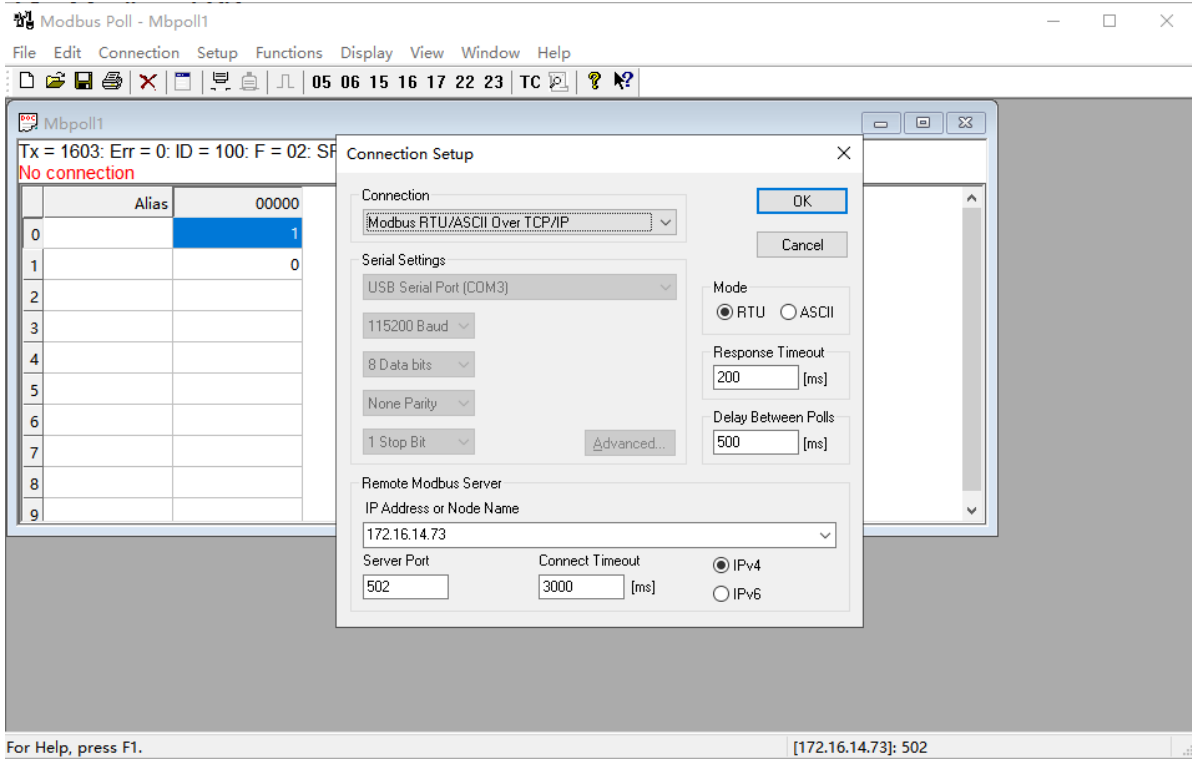 Modbus Poll - Mbpoll1
File Edit Connection Setup Functions Display View Window Help
05 06 15 16 17 22 23 TC
Mbpoll1
Tx = 1603: Err = 0: ID = 100: F = 02:
No connection
Alias 00000
0 1
1 0
2
3
4
5
6
7
8
9
Connection Setup
Connection
Modbus RTU/ASCII Over TCP/IP
OK
Cancel
Serial Settings
USB Serial Port (COM3)
115200 Baud
8 Data bits
None Parity
1 Stop Bit
Advanced...
Mode
RTU ASCII
Response Timeout
200 [ms]
Delay Between Polls
500 [ms]
Remote Modbus Server
IP Address or Node Name
172.16.14.73
Server Port Connect Timeout
502 3000 [ms]
IPv4
IPv6
For Help, press F1. [172.16.14.73]: 502